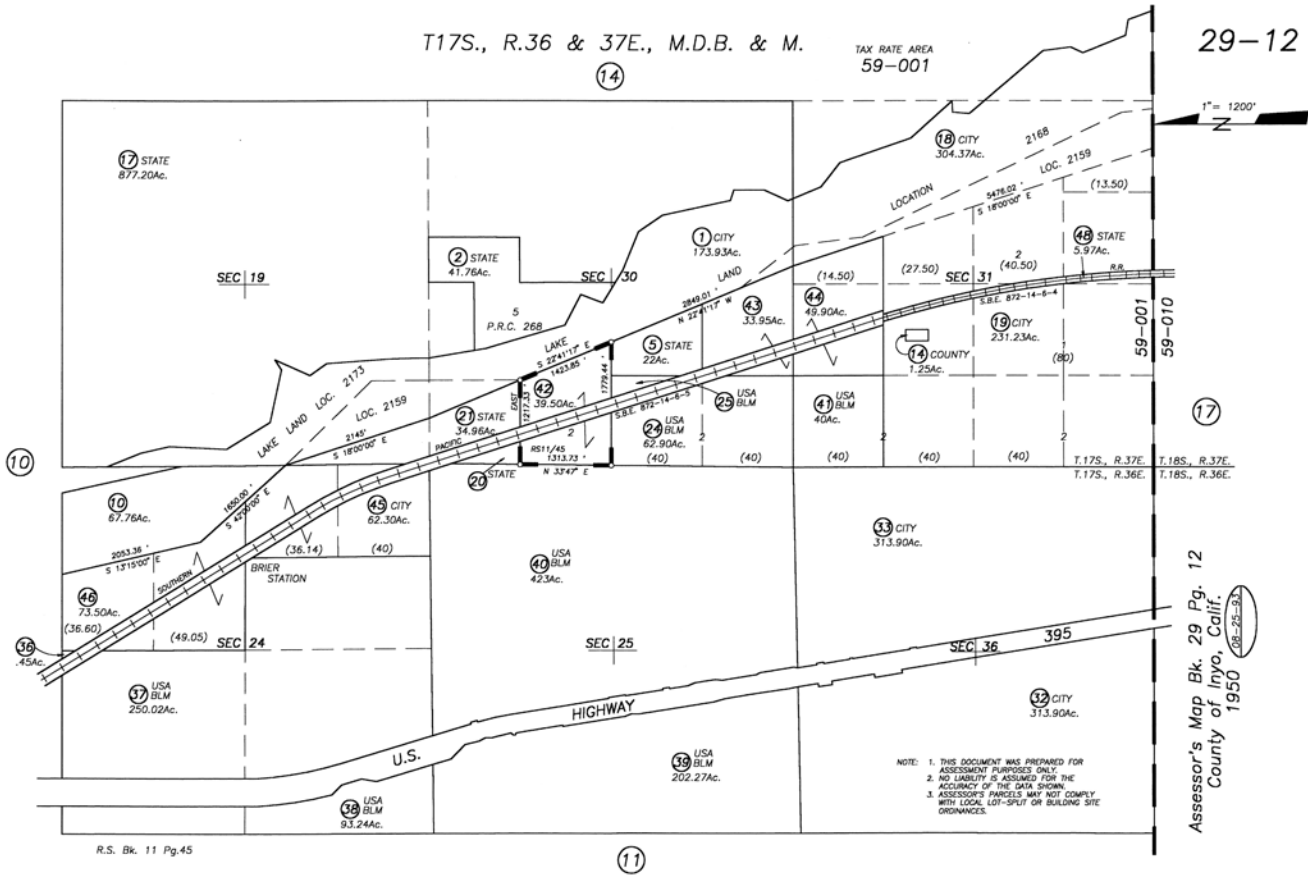 T17S., R.36 & 37E., M.D.B. & M.
TAX RATE AREA
59-001
29-12
14
1"= 1200'
N
17 STATE
877.20Ac.
18 CITY
304.37Ac.
2168
LOCATION
LOC. 2159
5476.02 '
S 18°00'00" E
(13.50)
1 CITY
173.93Ac.
2 STATE
41.76Ac.
48 STATE
5.97Ac.
2
(40.50)
(27.50)
(14.50)
SEC 19
SEC 30
SEC 31
R.R.
S.B.E. 872-14-6-4
LAND
2849.01 '
N 22°41'17" W
43
33.95Ac.
44
49.90Ac.
5
P.R.C. 268
19 CITY
231.23Ac.
59-001
59-010
LAKE
S 22°41'17" E
1423.85 '
1779.44 '
5 STATE
22Ac.
14 COUNTY
1.25Ac.
1
(80)
LAKE LAND LOC. 2173
LOC. 2159
2145'
S 18°00'00" E
EAST
1217.33 '
42
39.50Ac.
25 USA
BLM
S.B.E. 872-14-6-5
41 USA
BLM
40Ac.
17
21 STATE
34.96Ac.
PACIFIC
2
24 USA
BLM
62.90Ac.
2
2
2
RS11/45
1313.73 '
N 33'47" E
(40)
(40)
(40)
(40)
(40)
10
20 STATE
T.17S., R.37E.
T.18S., R.37E.
T.17S., R.36E.
T.18S., R.36E.
10
67.76Ac.
1650.00 '
S 42°00'00" E
45 CITY
62.30Ac.
33 CITY
313.90Ac.
2053.36 '
S 13°15'00" E
(36.14)
(40)
BRIER
STATION
40 USA
BLM
423Ac.
SOUTHERN
46
73.50Ac.
(36.60)
(49.05)
SEC 24
SEC 25
SEC 36
395
36
.45Ac.
37 USA
BLM
250.02Ac.
HIGHWAY
32 CITY
313.90Ac.
U.S.
39 USA
BLM
202.27Ac.
38 USA
BLM
93.24Ac.
NOTE: 1. THIS DOCUMENT WAS PREPARED FOR
ASSESSMENT PURPOSES ONLY.
2. NO LIABILITY IS ASSUMED FOR THE
ACCURACY OF THE DATA SHOWN.
3. ASSESSOR'S PARCELS MAY NOT COMPLY
WITH LOCAL LOT-SPLIT OR BUILDING SITE
ORDINANCES.
R.S. Bk. 11 Pg.45
11
Assessor's Map Bk. 29 Pg. 12
County of Inyo, Calif.
1950
08-25-93